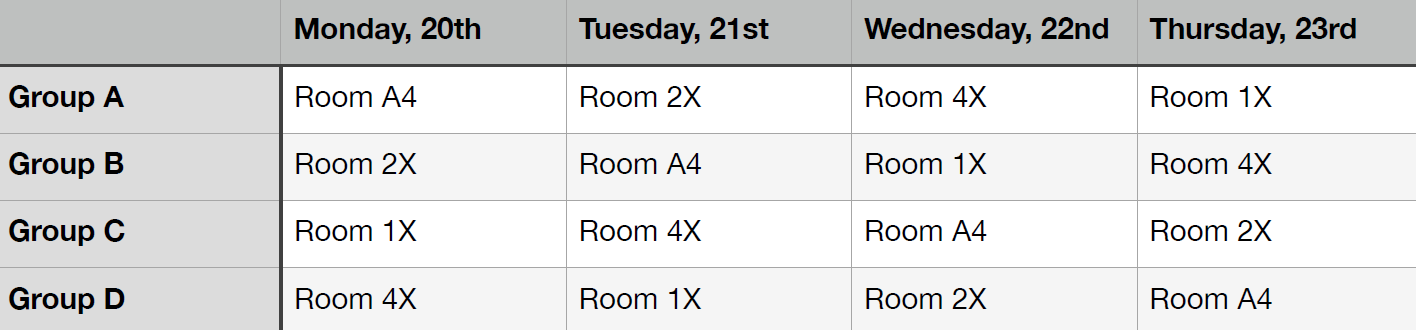 Monday, 20th Tuesday, 21st Wednesday, 22nd Thursday, 23rd
Group A Room A4 Room 2X Room 4X Room 1X
Group B Room 2X Room A4 Room 1X Room 4X
Group C Room 1X Room 4X Room A4 Room 2X
Group D Room 4X Room 1X Room 2X Room A4